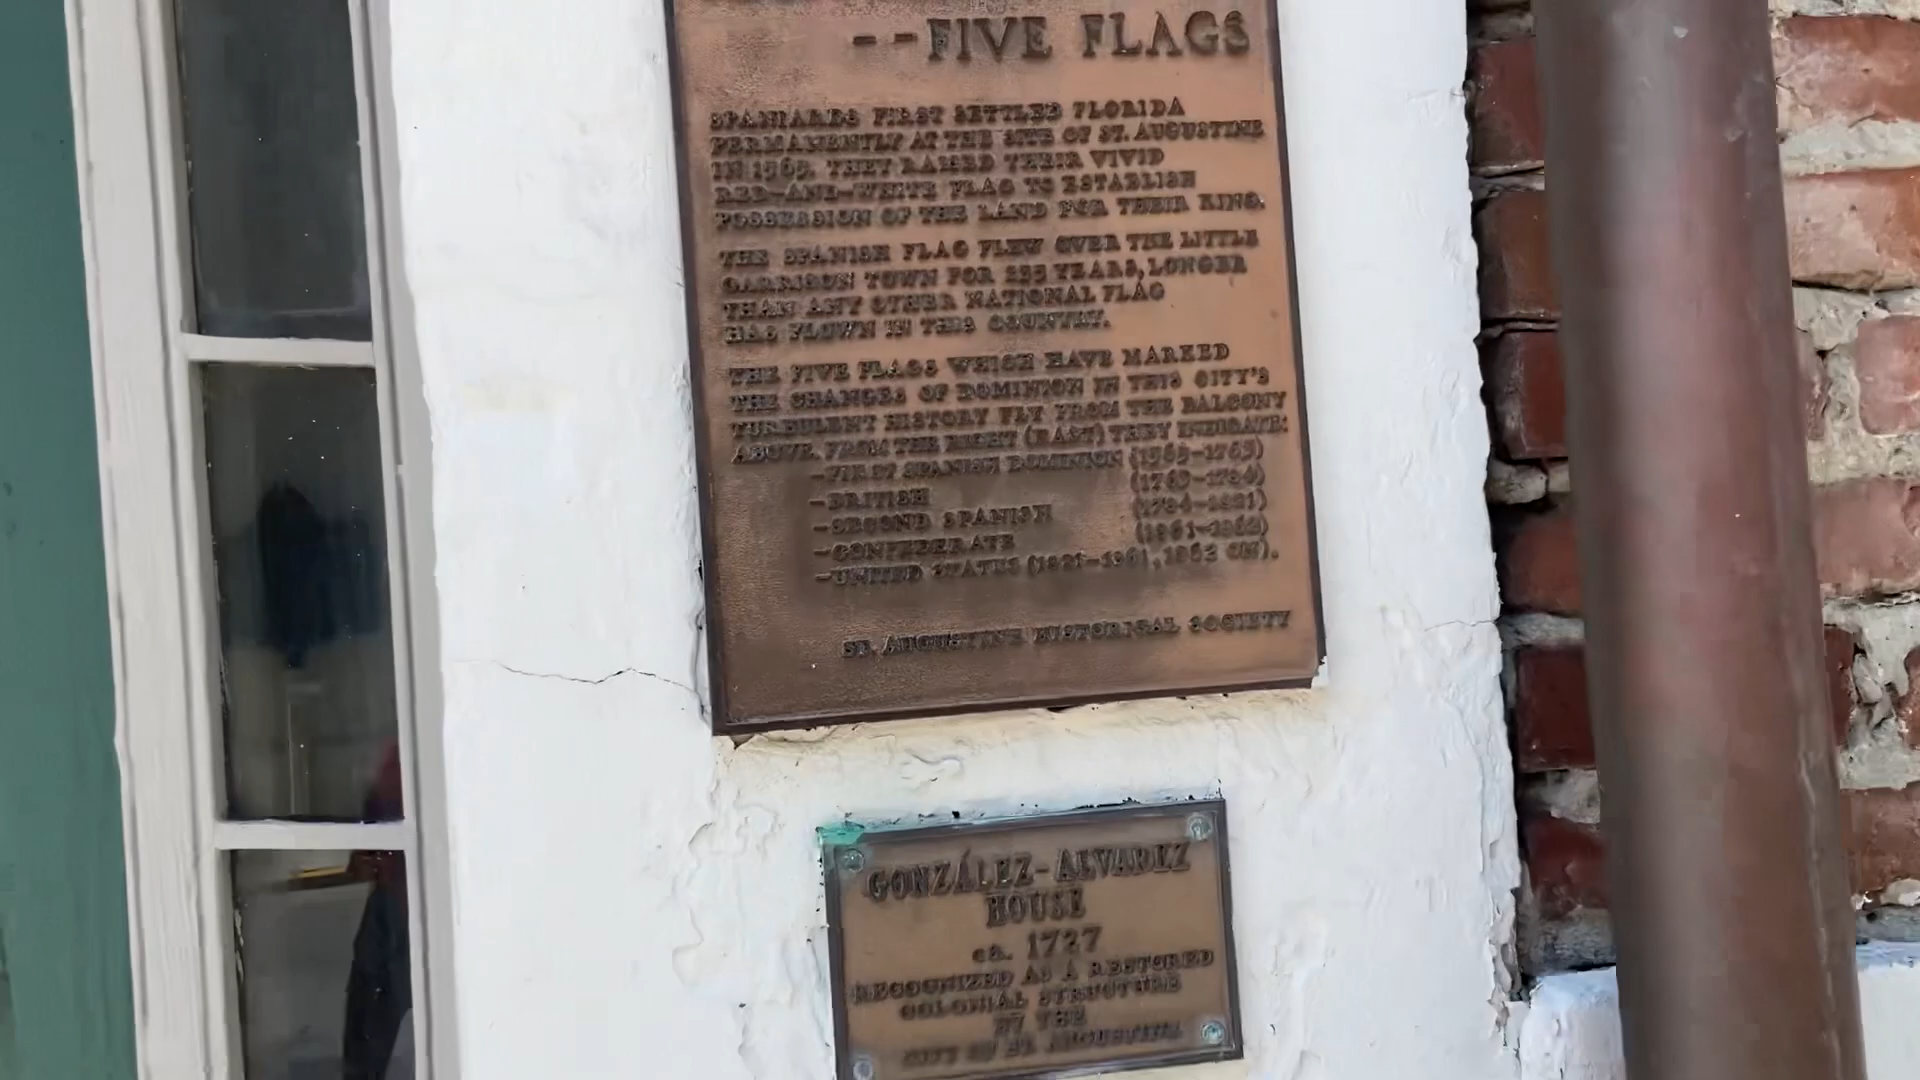 --FIVE FLAGS
SPANIARDS FIRST SETTLED FLORIDA
PERMANENTLY AT THE SITE OF ST. AUGUSTINE
IN 1565. THEY RAISED THEIR VIVID
RED-AND-WHITE FLAG TO ESTABLISH
POSSESSION OF THE LAND FOR THEIR KING.
THE SPANISH FLAG FLEW OVER THE LITTLE
GARRISON TOWN FOR 235 YEARS, LONGER
THAN ANY OTHER NATIONAL FLAG
HAS FLOWN IN THIS COUNTRY.
THE FIVE FLAGS WHICH HAVE MARKED
THE CHANGES OF DOMINION IN THIS CITY'S
TURBULENT HISTORY FLY FROM THE BALCONY
ABOVE. FROM THE RIGHT (EAST) THEY INDICATE:
-FIRST SPANISH DOMINION (1565-1763)
-BRITISH (1763-1784)
-SECOND SPANISH (1784-1821)
-CONFEDERATE (1861-1862)
-UNITED STATES (1821-1861, 1862 ON).
ST. AUGUSTINE HISTORICAL SOCIETY
GONZÁLEZ-ALVAREZ
HOUSE
ca. 1727
RECOGNIZED AS A RESTORED
COLONIAL STRUCTURE
BY THE
CITY OF ST. AUGUSTINE